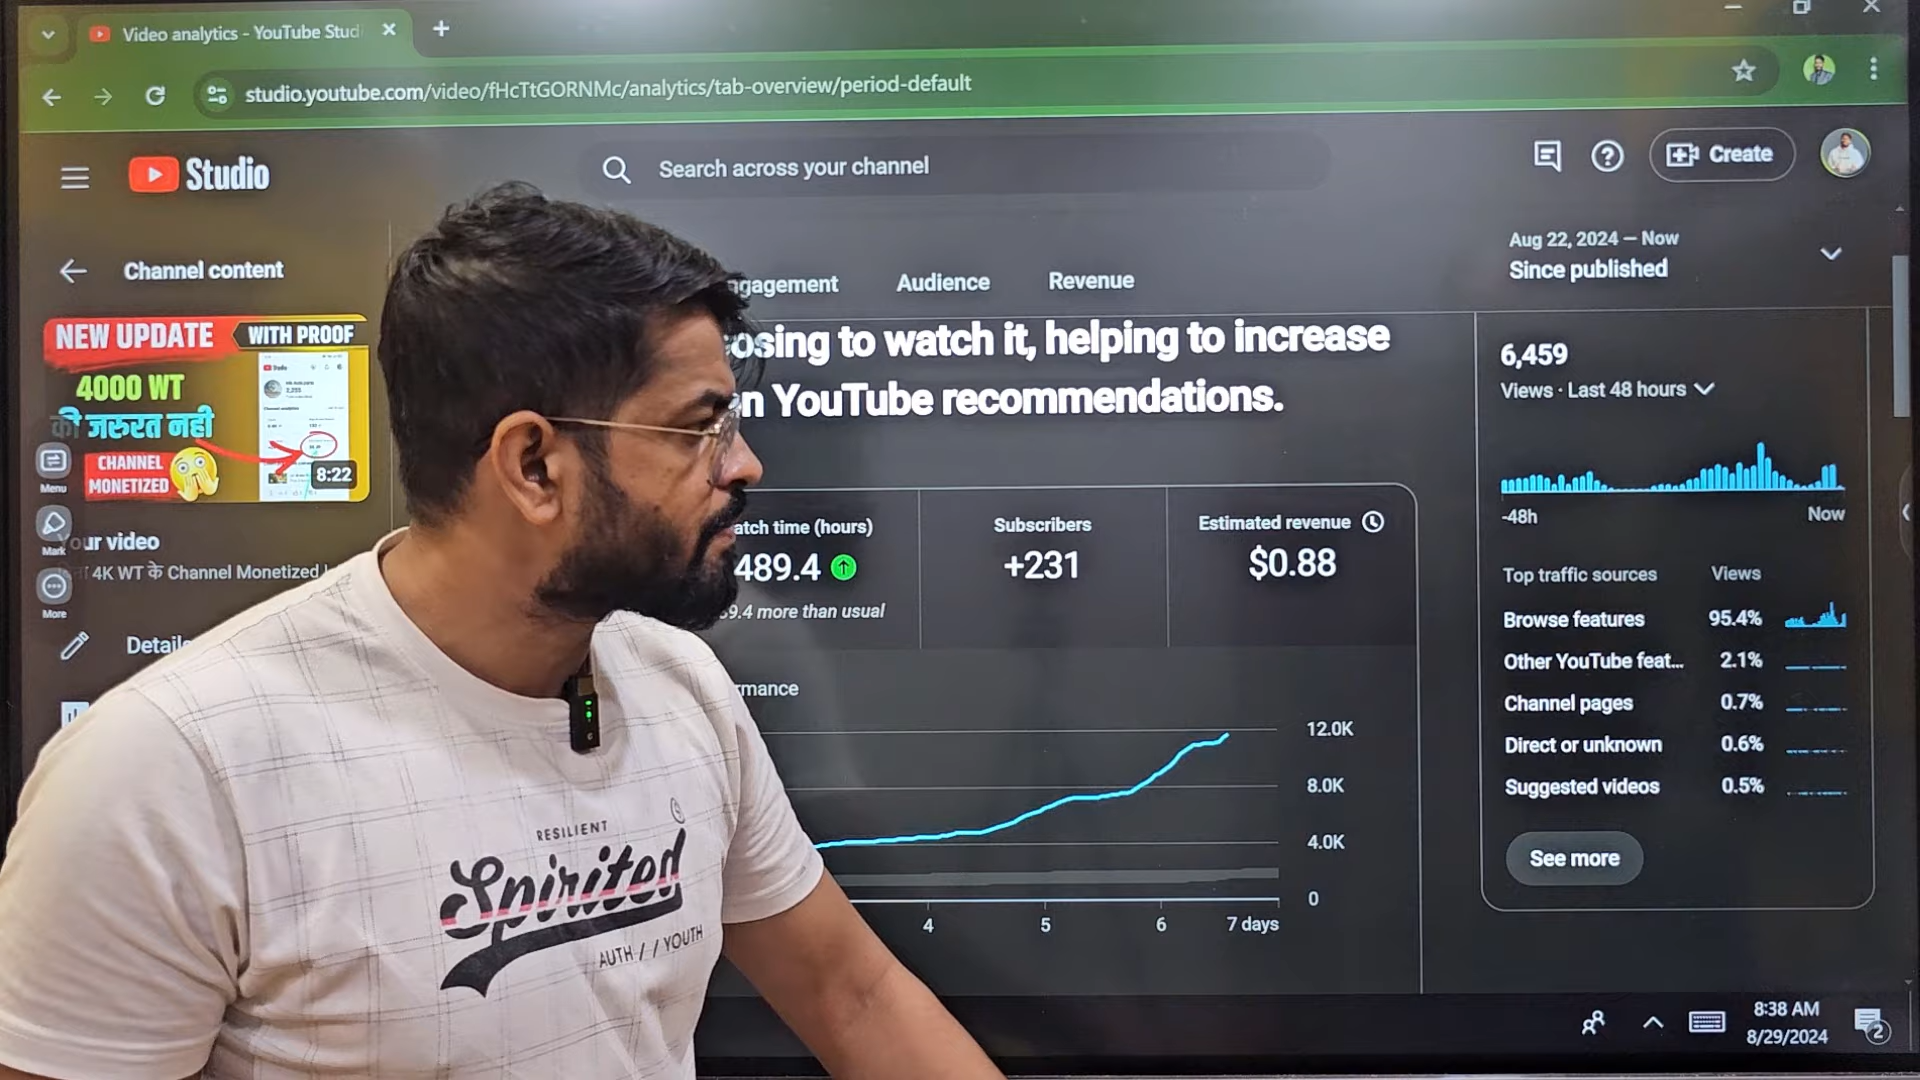 Video analytics - YouTube Studi
studio.youtube.com/video/fHcTtGORNMc/analytics/tab-overview/period-default
Studio
Search across your channel
Create
Channel content
ngagement
Audience
Revenue
Aug 22, 2024 – Now
Since published
NEW UPDATE
WITH PROOF
4000 WT
की जरुरत नही
CHANNEL
MONETIZED
Studio
8:22
osing to watch it, helping to increase
n YouTube recommendations.
6,459
Views · Last 48 hours
-48h
Now
Menu
Mark
More
our video
4K WT के Channel Monetized
Details
atch time (hours)
489.4
9.4 more than usual
Subscribers
+231
Estimated revenue
$0.88
Top traffic sources
Views
Browse features
95.4%
Other YouTube feat...
2.1%
Channel pages
0.7%
Direct or unknown
0.6%
Suggested videos
0.5%
See more
rmance
12.0K
8.0K
4.0K
0
4
5
6
7 days
RESILIENT
Spirited
AUTH / / YOUTH
8:38 AM
8/29/2024
2